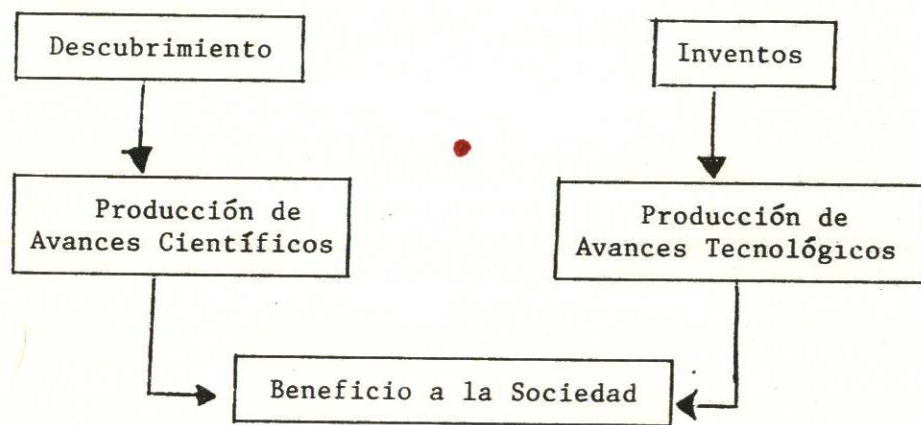 Descubrimiento
Inventos
Producción de
Avances Científicos
Producción de
Avances Tecnológicos
Beneficio a la Sociedad